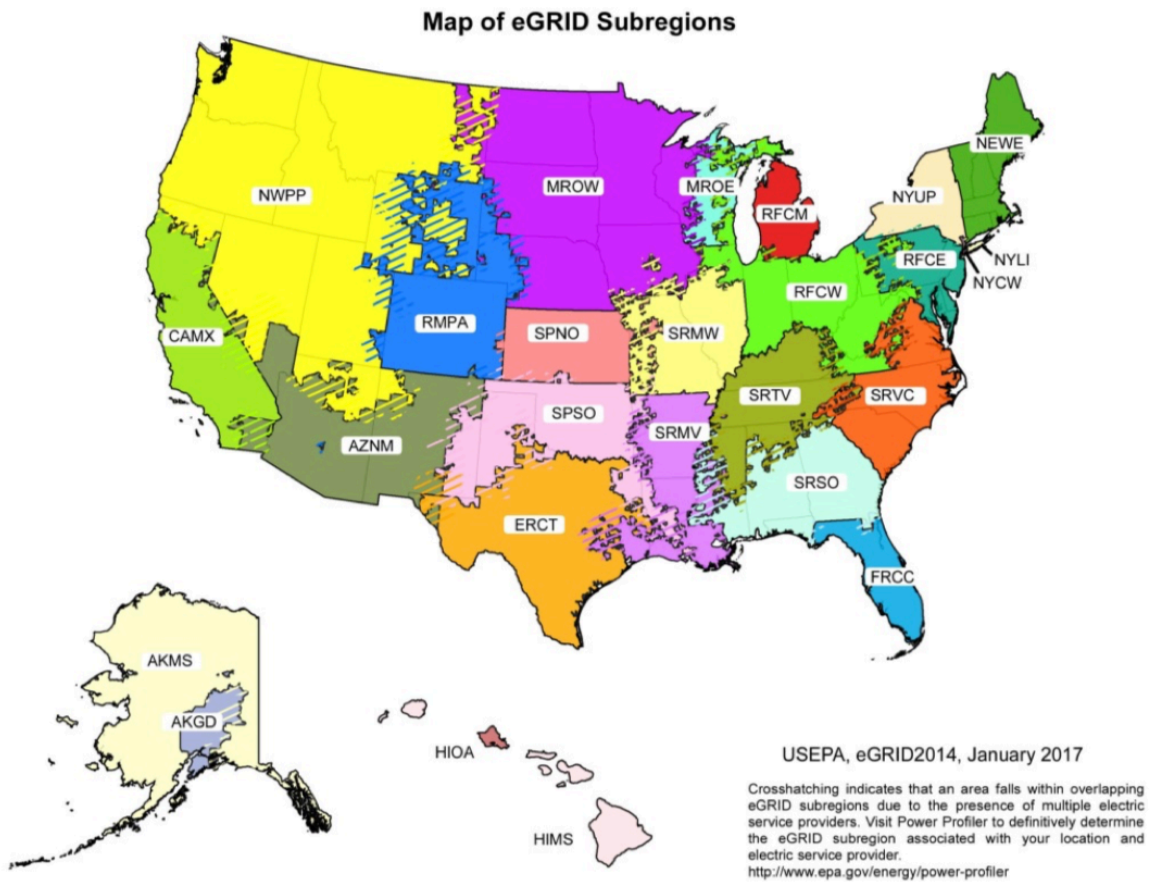 Map of eGRID Subregions
NEWE
NWPP
MROW
MROE
NYUP
RFCM
RFCE
NYLI
NYCW
RFCW
RMPA
SPNO
SRMW
CAMX
SRTV
SRVC
SPSO
SRMV
AZNM
SRSO
ERCT
FRCC
AKMS
AKGD
HIOA
HIMS
USEPA, eGRID2014, January 2017
Crosshatching indicates that an area falls within overlapping
eGRID subregions due to the presence of multiple electric
service providers. Visit Power Profiler to definitively determine
the eGRID subregion associated with your location and
electric service provider.
http://www.epa.gov/energy/power-profiler